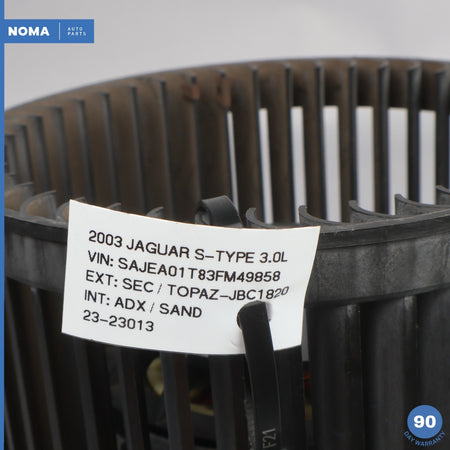 NOMA AUTO PARTS
2003 JAGUAR S-TYPE 3.0L
VIN: SAJEA01T83FM49858
EXT: SEC / TOPAZ-JBC1820
INT: ADX / SAND
23-23013
F21
90
DAY WARRANTY